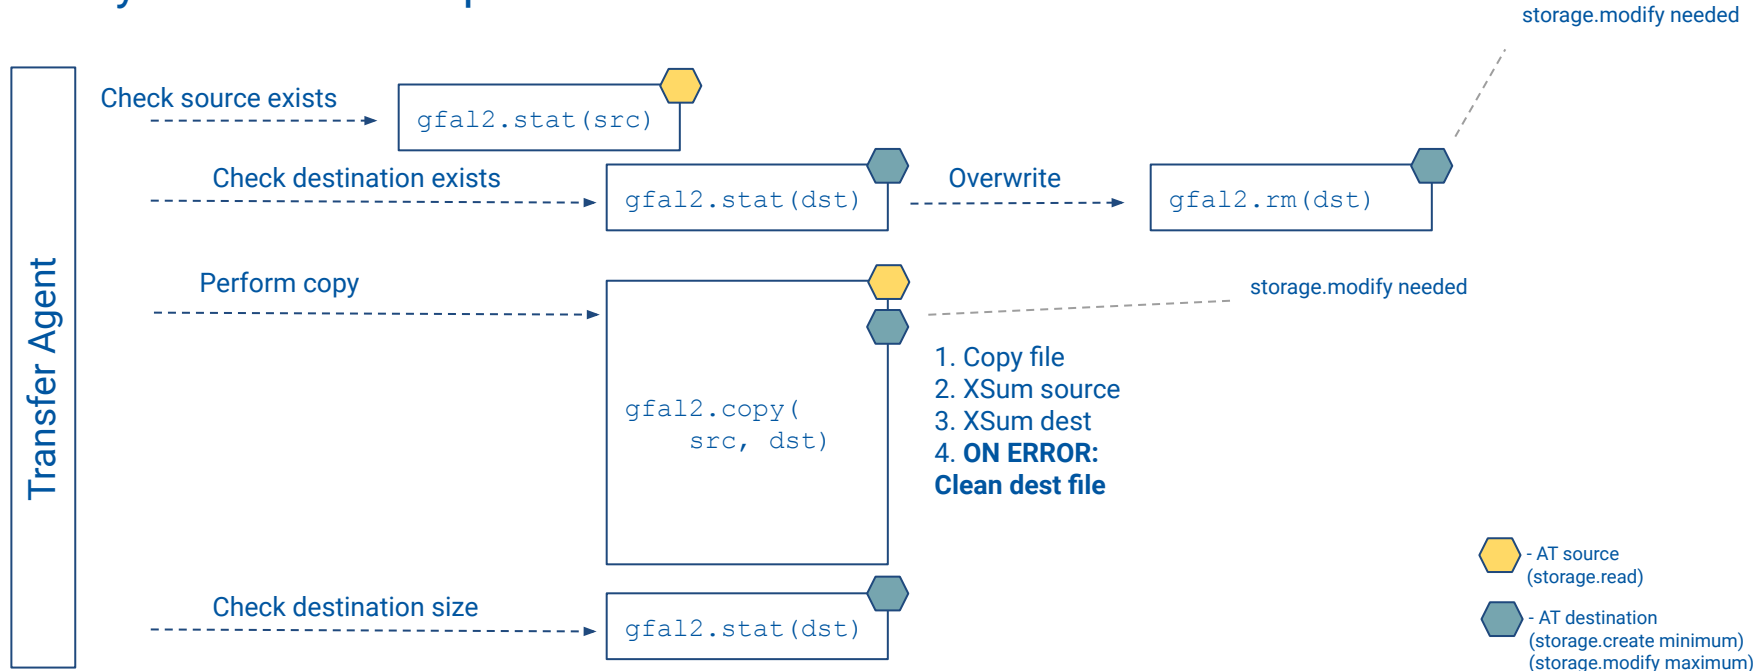 storage.modify needed
Check source exists
gfal2.stat(src)
Check destination exists
gfal2.stat(dst)
Overwrite
gfal2.rm(dst)
Transfer Agent
Perform copy
storage.modify needed
gfal2.copy(
src, dst)
1. Copy file
2. XSum source
3. XSum dest
4. ON ERROR:
Clean dest file
Check destination size
gfal2.stat(dst)
- AT source
(storage.read)
- AT destination
(storage.create minimum)
(storage.modify maximum)